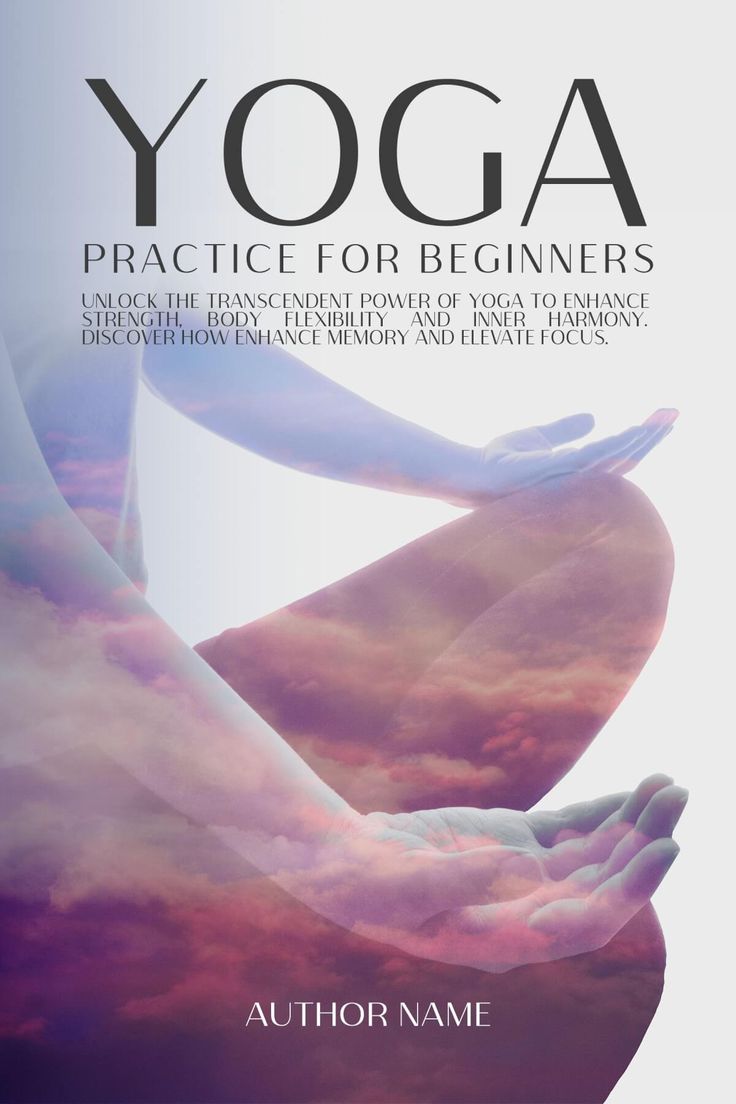 YOGA
PRACTICE FOR BEGINNERS
UNLOCK THE TRANSCENDENT POWER OF YOGA TO ENHANCE
STRENGTH, BODY FLEXIBILITY AND INNER HARMONY.
DISCOVER HOW ENHANCE MEMORY AND ELEVATE FOCUS.
AUTHOR NAME